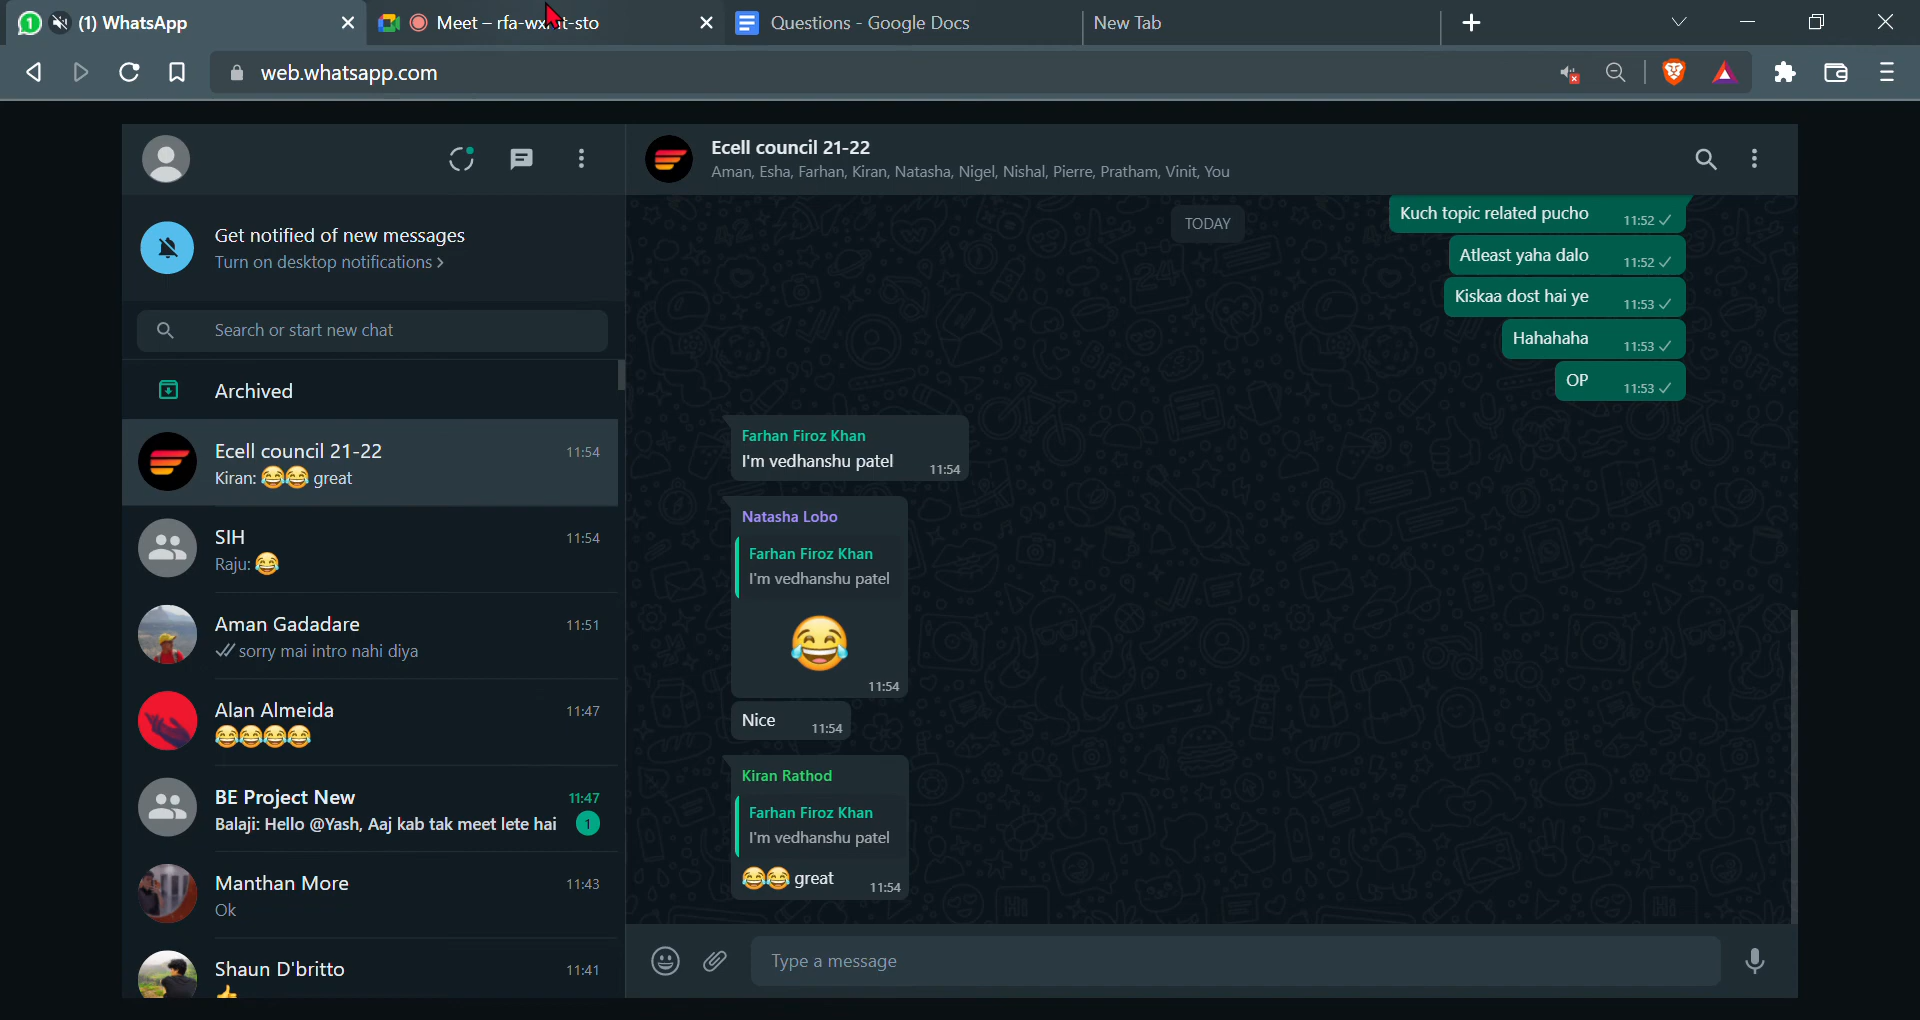 (1) WhatsApp
Meet – rfa-wx
t-sto
Questions - Google Docs
New Tab
web.whatsapp.com
Get notified of new messages
Turn on desktop notifications >
Search or start new chat
Archived
Ecell council 21-22 11:54
Kiran: 😂😂 great
SIH 11:54
Raju: 😂
Aman Gadadare 11:51
sorry mai intro nahi diya
Alan Almeida 11:47
😂😂😂😂
BE Project New 11:47
Balaji: Hello @Yash, Aaj kab tak meet lete hai 1
Manthan More 11:43
Ok
Shaun D'britto 11:41
👍
Ecell council 21-22
Aman, Esha, Farhan, Kiran, Natasha, Nigel, Nishal, Pierre, Pratham, Vinit, You
TODAY
Kuch topic related pucho 11:52
Atleast yaha dalo 11:52
Kiskaa dost hai ye 11:53
Hahahaha 11:53
OP 11:53
Farhan Firoz Khan
I'm vedhanshu patel 11:54
Natasha Lobo
Farhan Firoz Khan
I'm vedhanshu patel
😂
11:54
Nice 11:54
Kiran Rathod
Farhan Firoz Khan
I'm vedhanshu patel
😂😂 great 11:54
Type a message